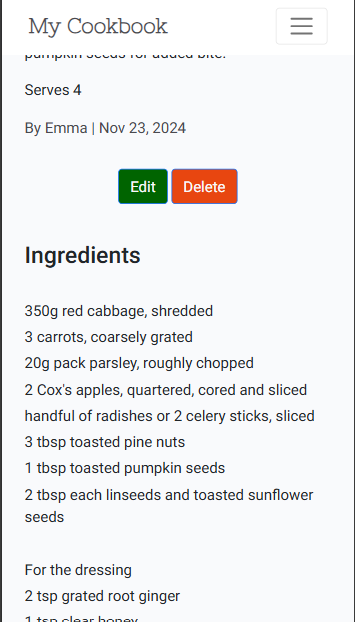 My Cookbook
pumpkin seeds for added bite.
Serves 4
By Emma | Nov 23, 2024
Edit Delete
Ingredients
350g red cabbage, shredded
3 carrots, coarsely grated
20g pack parsley, roughly chopped
2 Cox's apples, quartered, cored and sliced
handful of radishes or 2 celery sticks, sliced
3 tbsp toasted pine nuts
1 tbsp toasted pumpkin seeds
2 tbsp each linseeds and toasted sunflower
seeds
For the dressing
2 tsp grated root ginger
1 tsp clear honey